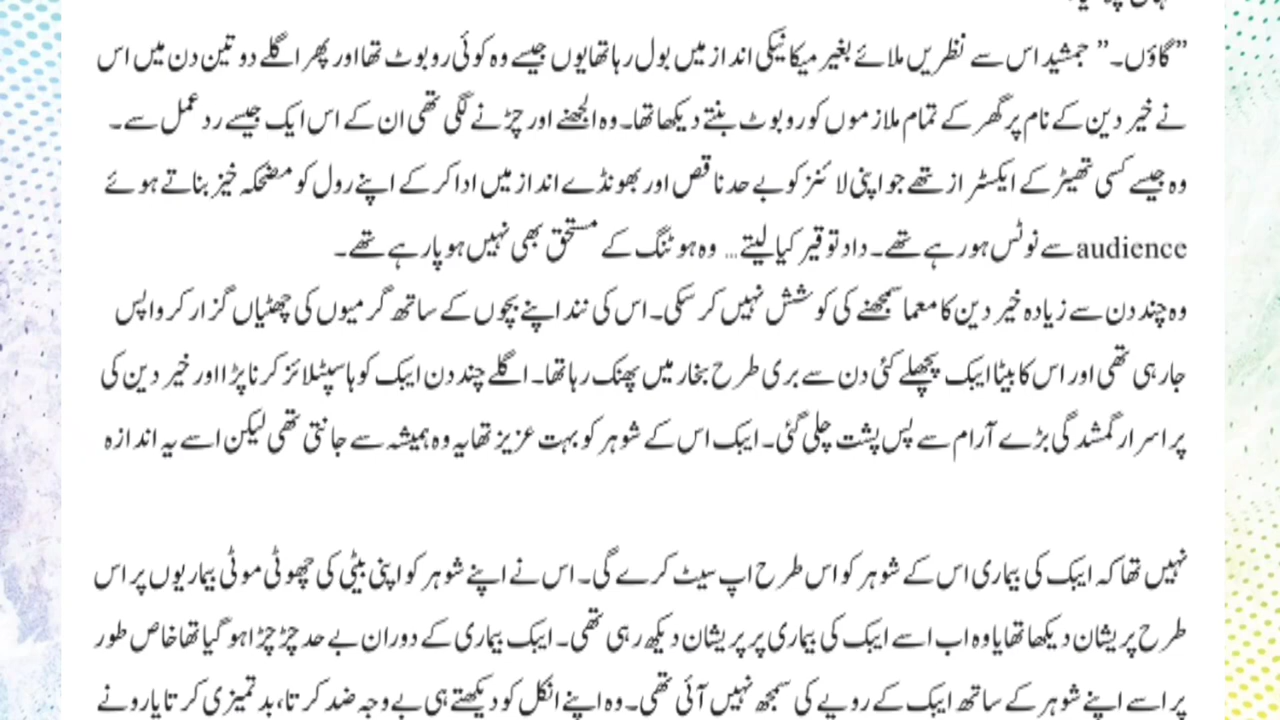 ”گاؤں۔” جمشید اس سے نظریں ملائے بغیر میکانیکی انداز میں بول رہا تھا یوں جیسے وہ کوئی روبوٹ تھا اور پھر اگلے دو تین دن میں اس
نے خیر دین کے نام پر گھر کے تمام ملازموں کو روبوٹ بنتے دیکھا تھا۔ وہ الجھنے اور چڑنے لگی تھی ان کے اس ایک جیسے ردعمل سے۔
وہ جیسے کسی تھیٹر کے ایکسٹراز تھے جو اپنی لائنز کو بے حد ناقص اور بھونڈے انداز میں ادا کر کے اپنے رول کو مضحکہ خیز بناتے ہوئے
audience سے نوٹس ہو رہے تھے۔ داد توقیر کیا لیتے… وہ ہوٹنگ کے مستحق بھی نہیں ہو پا رہے تھے۔
وہ چند دن سے زیادہ خیر دین کا معما سمجھنے کی کوشش نہیں کر سکی۔ اس کی نند اپنے بچوں کے ساتھ گرمیوں کی چھٹیاں گزار کر واپس
جا رہی تھی اور اس کا بیٹا ایبک پچھلے کئی دن سے بری طرح بخار میں پھنک رہا تھا۔ اگلے چند دن ایبک کو ہاسپٹلائز کرنا پڑا اور خیر دین کی
پراسرار گمشدگی بڑے آرام سے پس پشت چلی گئی۔ ایبک اس کے شوہر کو بہت عزیز تھا یہ وہ ہمیشہ سے جانتی تھی لیکن اسے یہ اندازہ
نہیں تھا کہ ایبک کی بیماری اس کے شوہر کو اس طرح اپ سیٹ کرے گی۔ اس نے اپنے شوہر کو اپنی بیٹی کی چھوٹی موٹی بیماریوں پر اس
طرح پریشان دیکھا تھا یا وہ اب اسے ایبک کی بیماری پر پریشان دیکھ رہی تھی۔ ایبک بیماری کے دوران بے حد چڑچڑا ہو گیا تھا خاص طور
پر اسے اپنے شوہر کے ساتھ ایبک کے رویے کی سمجھ نہیں آئی تھی۔ وہ اپنے انکل کو دیکھتے ہی بے وجہ ضد کرتا، بدتمیزی کرتا یا رونے